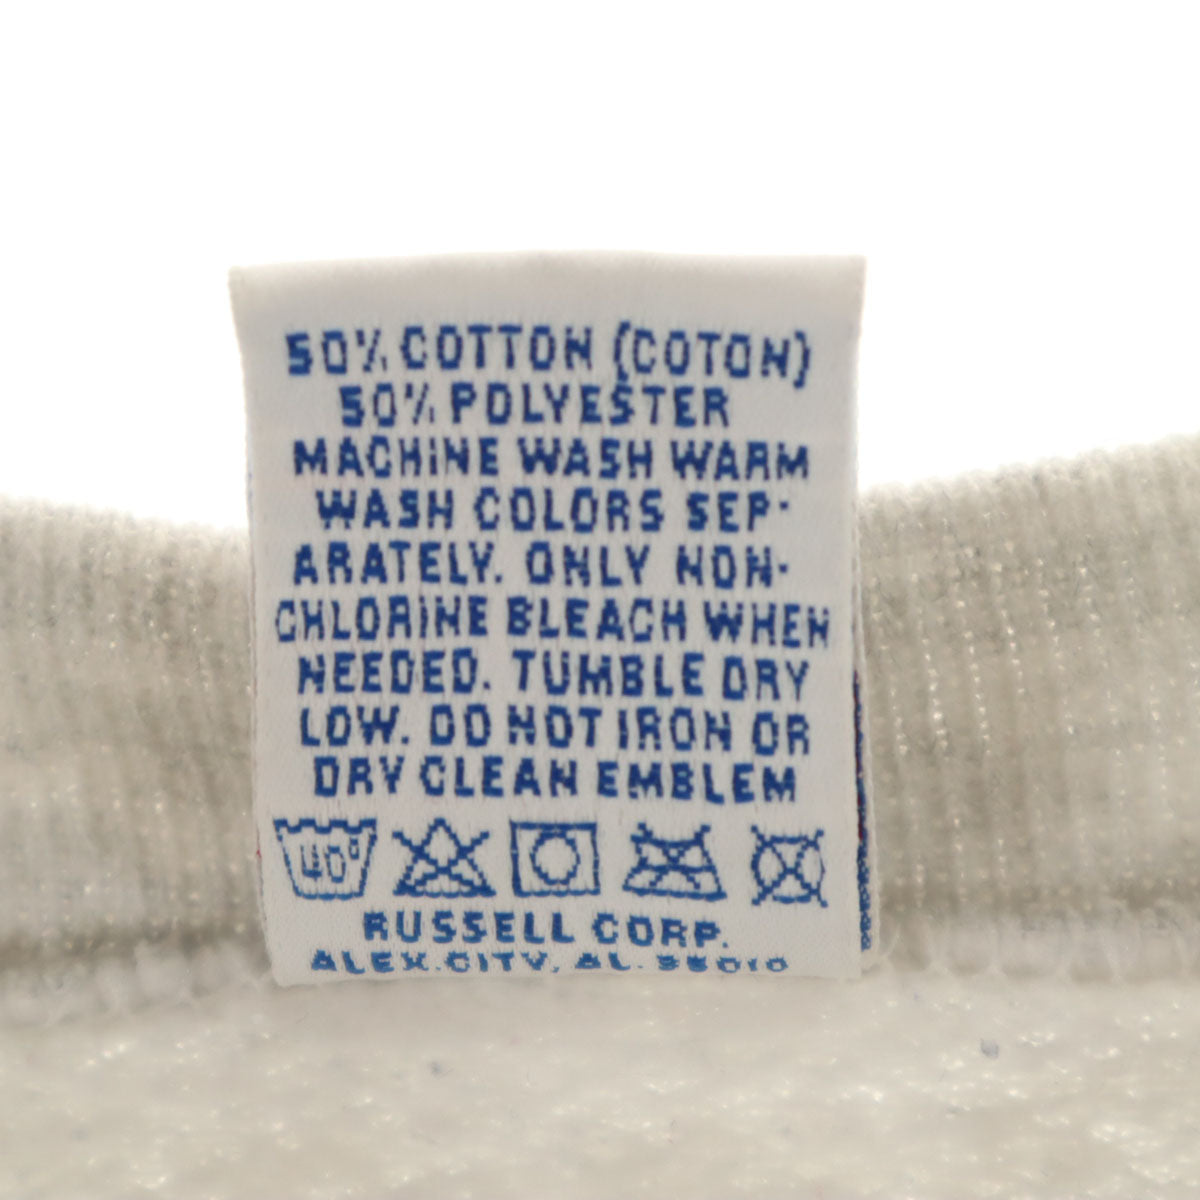 50% COTTON (COTON)
50% POLYESTER
MACHINE WASH WARM
WASH COLORS SEP-
ARATELY. ONLY NON-
CHLORINE BLEACH WHEN
NEEDED. TUMBLE DRY
LOW. DO NOT IRON OR
DRY CLEAN EMBLEM
40°
RUSSELL CORP.
ALEX.CITY, AL. 35010